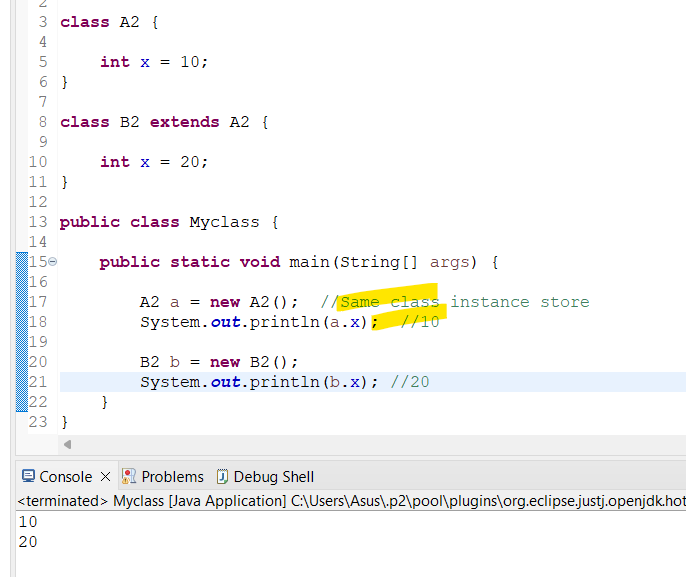 2
3 class A2 {
4
5 int x = 10;
6 }
7
8 class B2 extends A2 {
9
10 int x = 20;
11 }
12
13 public class Myclass {
14
15 public static void main(String[] args) {
16
17 A2 a = new A2();  //Same class instance store
18 System.out.println(a.x);  //10
19
20 B2 b = new B2();
21 System.out.println(b.x); //20
22 }
23 }
Console Problems Debug Shell
<terminated> Myclass [Java Application] C:\Users\Asus\.p2\pool\plugins\org.eclipse.justj.openjdk.hot
10
20